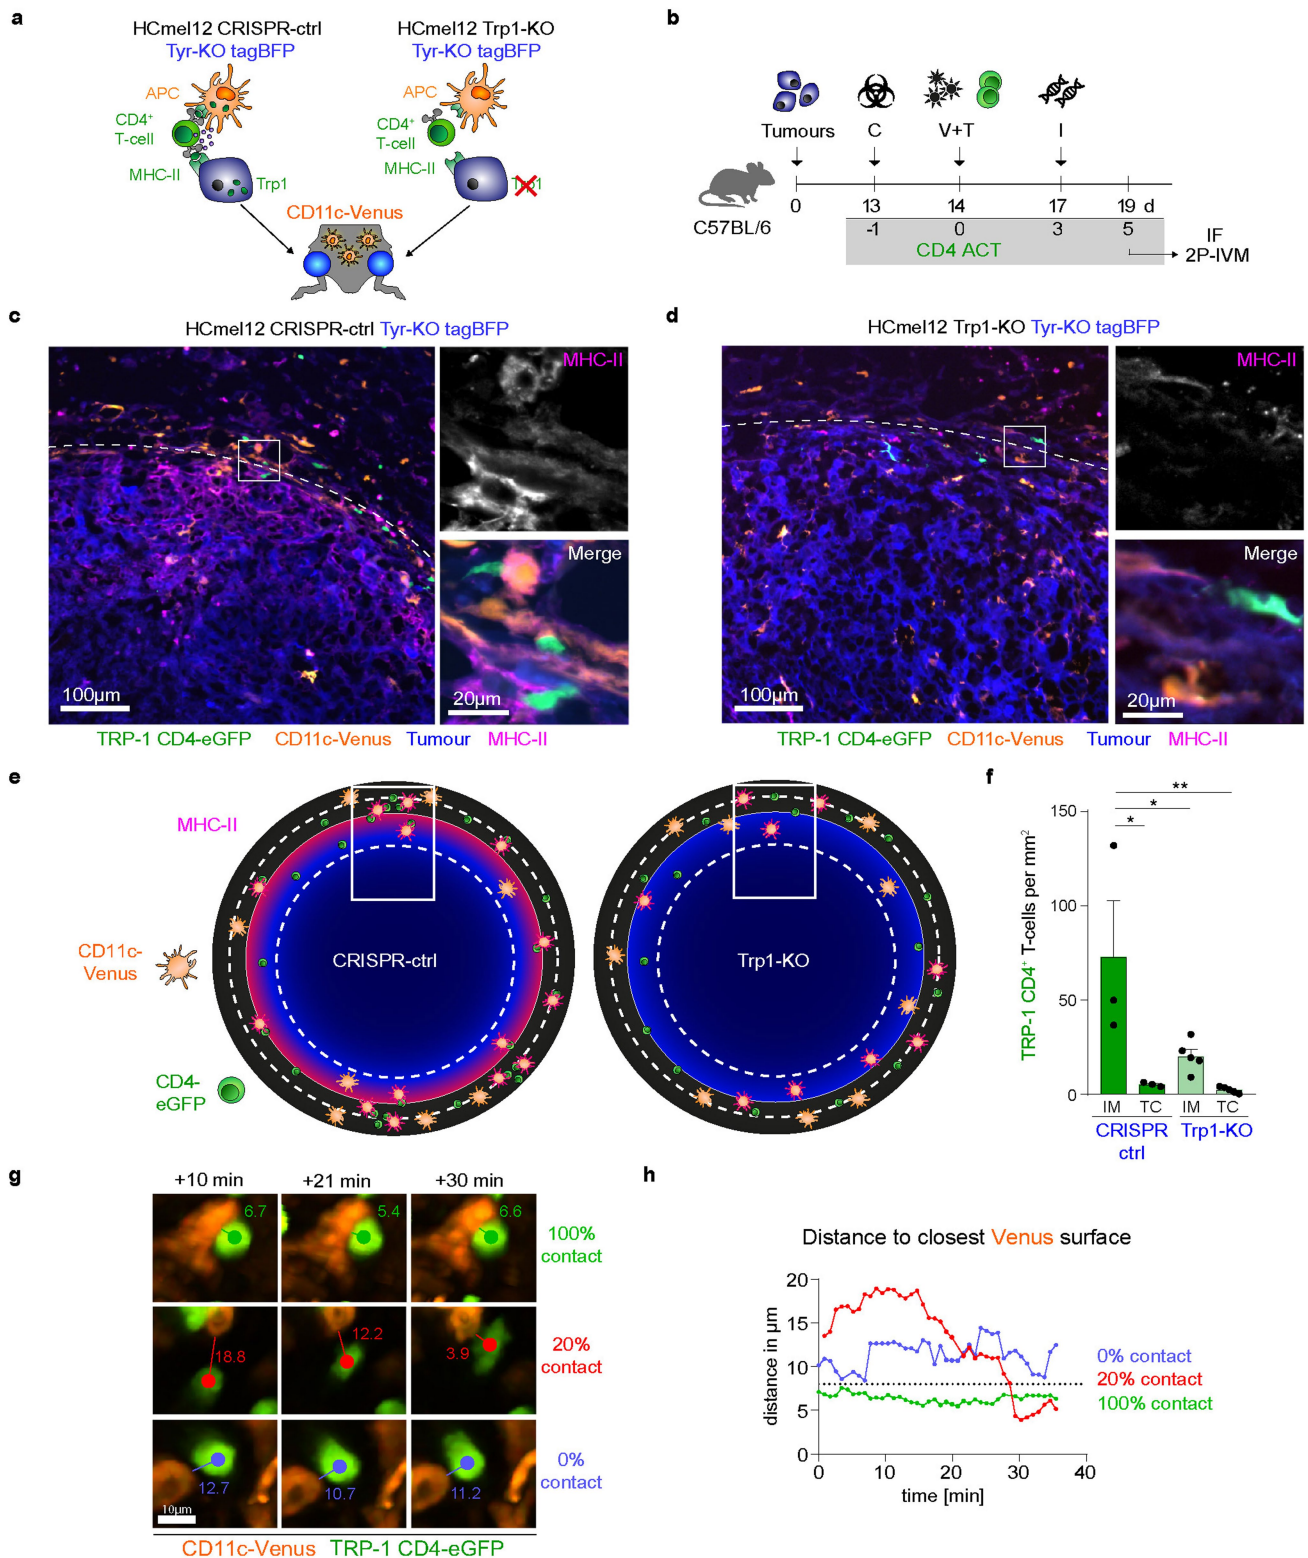 a
HCmel12 CRISPR-ctrl
Tyr-KO tagBFP
HCmel12 Trp1-KO
Tyr-KO tagBFP
APC
CD4+
T-cell
MHC-II
Trp1
APC
CD4+
T-cell
MHC-II
Trp1
CD11c-Venus
b
Tumours
C
V+T
I
C57BL/6
0
13
14
17
19
d
-1
0
3
5
CD4 ACT
IF
2P-IVM
c
HCmel12 CRISPR-ctrl Tyr-KO tagBFP
MHC-II
Merge
100µm
20µm
TRP-1 CD4-eGFP CD11c-Venus Tumour MHC-II
d
HCmel12 Trp1-KO Tyr-KO tagBFP
MHC-II
Merge
100µm
20µm
TRP-1 CD4-eGFP CD11c-Venus Tumour MHC-II
e
MHC-II
CD11c-
Venus
CD4-
eGFP
CRISPR-ctrl
Trp1-KO
f
TRP-1 CD4+ T-cells per mm2
150
100
50
0
**
*
*
IM TC IM TC
CRISPR
ctrl
Trp1-KO
g
+10 min +21 min +30 min
6.7 5.4 6.6
100%
contact
18.8 12.2 3.9
20%
contact
12.7 10.7 11.2
0%
contact
10µm
CD11c-Venus TRP-1 CD4-eGFP
h
Distance to closest Venus surface
distance in µm
20
15
10
5
0
0 10 20 30 40
time [min]
0% contact
20% contact
100% contact